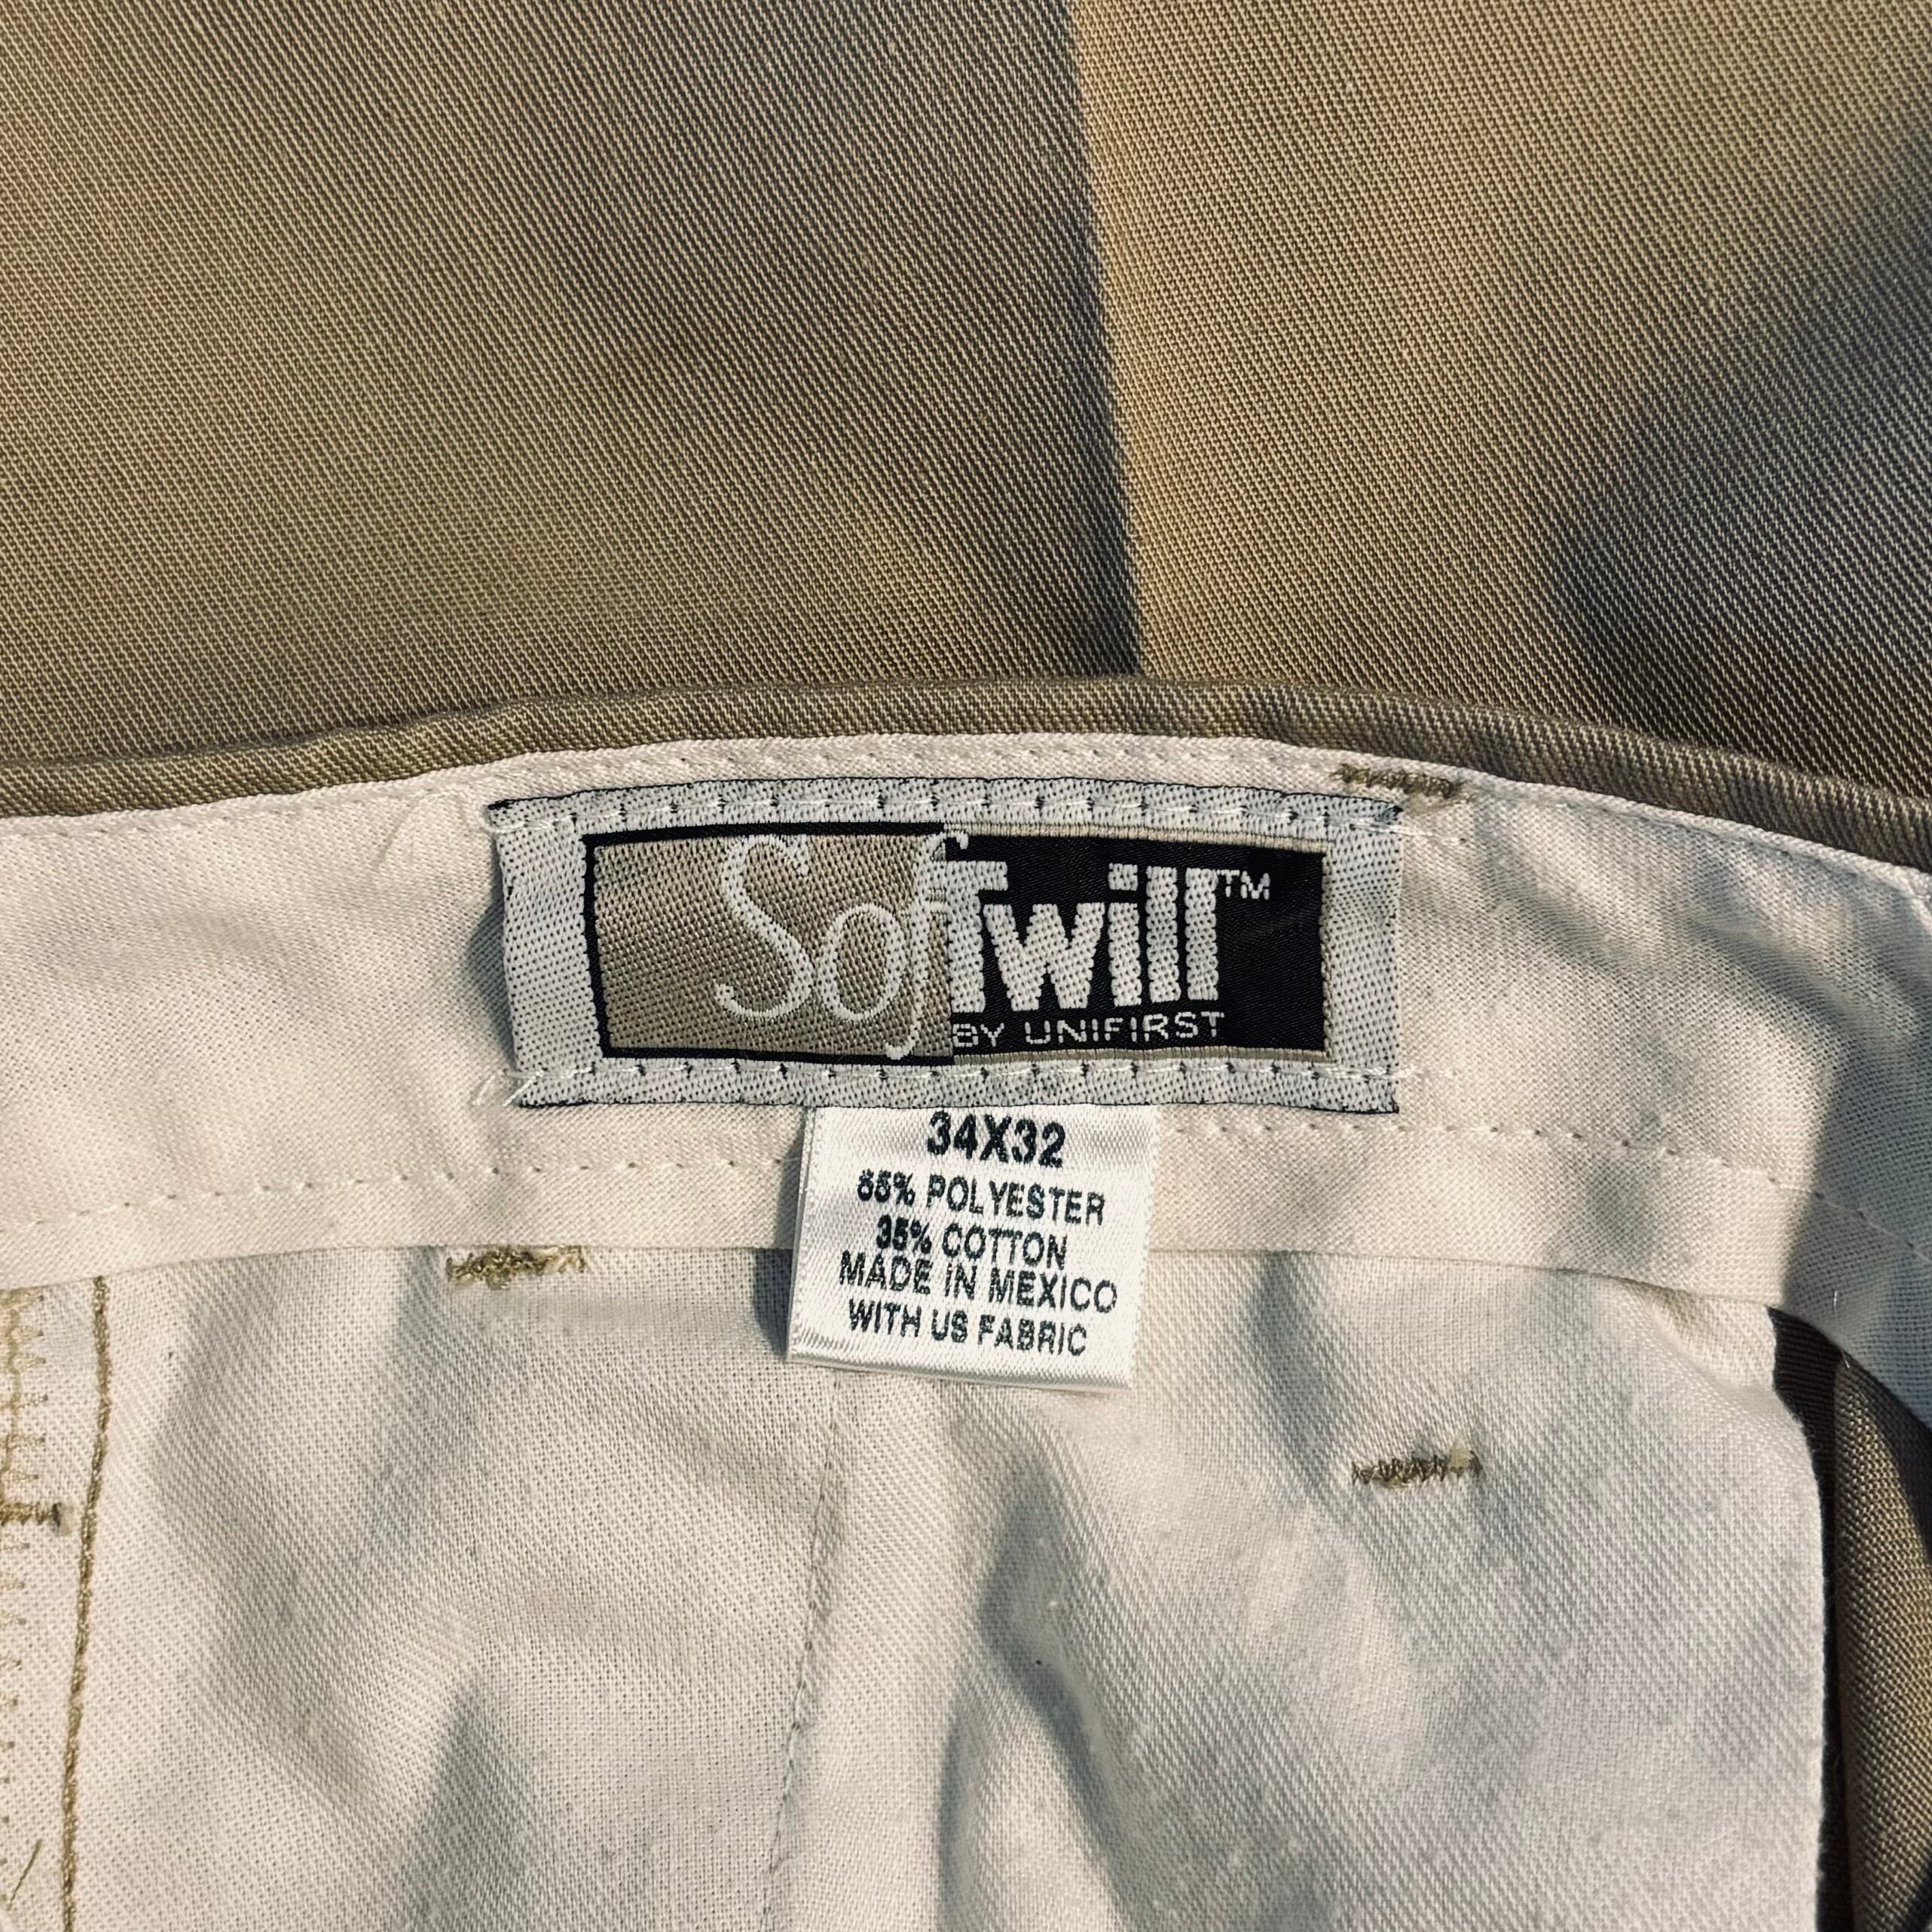 SofTwill™
BY UNIFIRST
34X32
65% POLYESTER
35% COTTON
MADE IN MEXICO
WITH US FABRIC